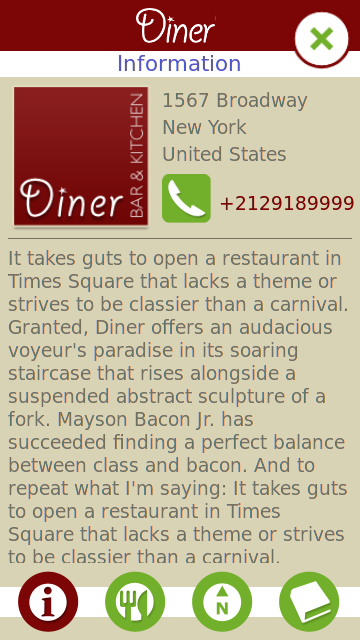 Diner
Information
1567 Broadway
New York
United States
Diner
BAR & KITCHEN
+2129189999
It takes guts to open a restaurant in
Times Square that lacks a theme or
strives to be classier than a carnival.
Granted, Diner offers an audacious
voyeur's paradise in its soaring
staircase that rises alongside a
suspended abstract sculpture of a
fork. Mayson Bacon Jr. has
succeeded finding a perfect balance
between class and bacon. And to
repeat what I'm saying: It takes guts
to open a restaurant in Times
Square that lacks a theme or strives
to be classier than a carnival.
i
N